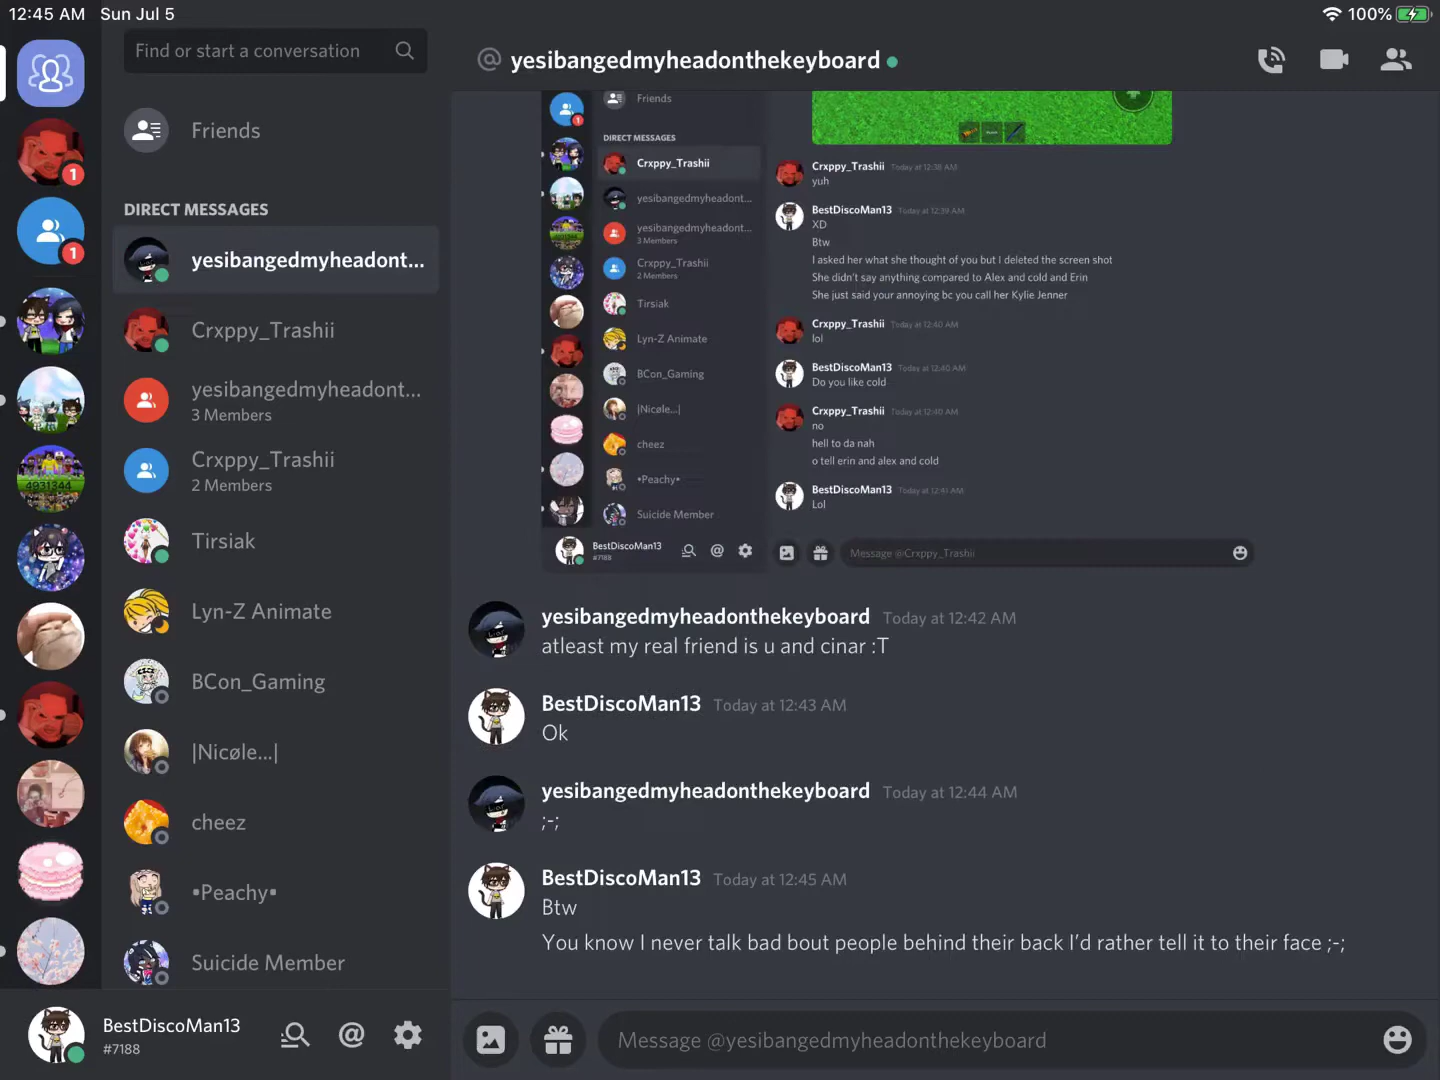 12:45 AM Sun Jul 5
100%
Find or start a conversation
Friends
DIRECT MESSAGES
yesibangedmyheadont...
Crxppy_Trashii
yesibangedmyheadont...
3 Members
Crxppy_Trashii
2 Members
Tirsiak
Lyn-Z Animate
BCon_Gaming
|Nicøle...|
cheez
•Peachy•
Suicide Member
BestDiscoMan13
#7188
1
1
4931344
@ yesibangedmyheadonthekeyboard
Friends
1
DIRECT MESSAGES
Crxppy_Trashii
yesibangedmyheadont...
yesibangedmyheadont...
3 Members
Crxppy_Trashii
2 Members
Tirsiak
Lyn-Z Animate
BCon_Gaming
|Nicøle...|
cheez
•Peachy•
Suicide Member
BestDiscoMan13
#7188
Crxppy_Trashii Today at 12:38 AM
yuh
BestDiscoMan13 Today at 12:39 AM
XD
Btw
I asked her what she thought of you but I deleted the screen shot
She didn't say anything compared to Alex and cold and Erin
She just said your annoying bc you call her Kylie Jenner
Crxppy_Trashii Today at 12:40 AM
lol
BestDiscoMan13 Today at 12:40 AM
Do you like cold
Crxppy_Trashii Today at 12:40 AM
no
hell to da nah
o tell erin and alex and cold
BestDiscoMan13 Today at 12:41 AM
Lol
Message @Crxppy_Trashii
yesibangedmyheadonthekeyboard Today at 12:42 AM
atleast my real friend is u and cinar :T
BestDiscoMan13 Today at 12:43 AM
Ok
yesibangedmyheadonthekeyboard Today at 12:44 AM
;-;
BestDiscoMan13 Today at 12:45 AM
Btw
You know I never talk bad bout people behind their back I'd rather tell it to their face ;-;
Message @yesibangedmyheadonthekeyboard